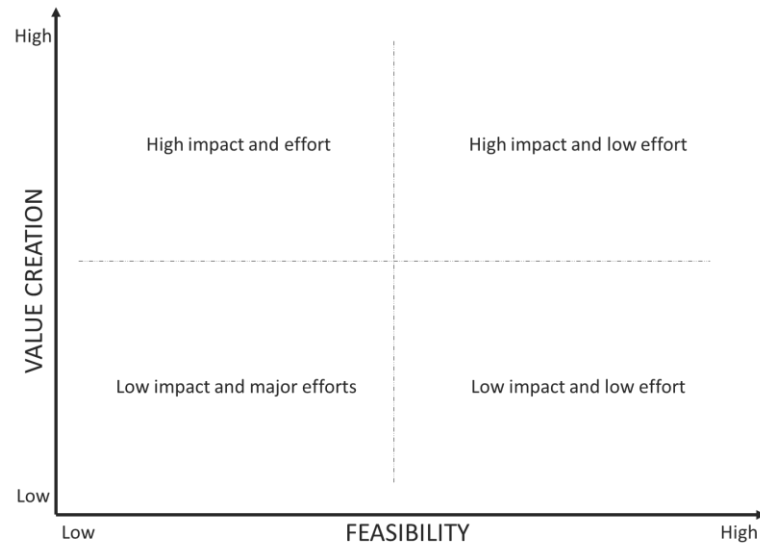 High
High impact and effort
High impact and low effort
VALUE CREATION
Low impact and major efforts
Low impact and low effort
Low
Low
FEASIBILITY
High